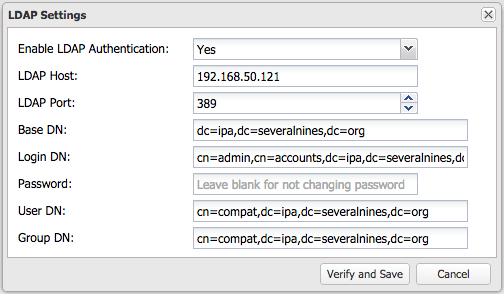 LDAP Settings
Enable LDAP Authentication: Yes
LDAP Host: 192.168.50.121
LDAP Port: 389
Base DN: dc=ipa,dc=severalnines,dc=org
Login DN: cn=admin,cn=accounts,dc=ipa,dc=severalnines,dc
Password: Leave blank for not changing password
User DN: cn=compat,dc=ipa,dc=severalnines,dc=org
Group DN: cn=compat,dc=ipa,dc=severalnines,dc=org
Verify and Save Cancel